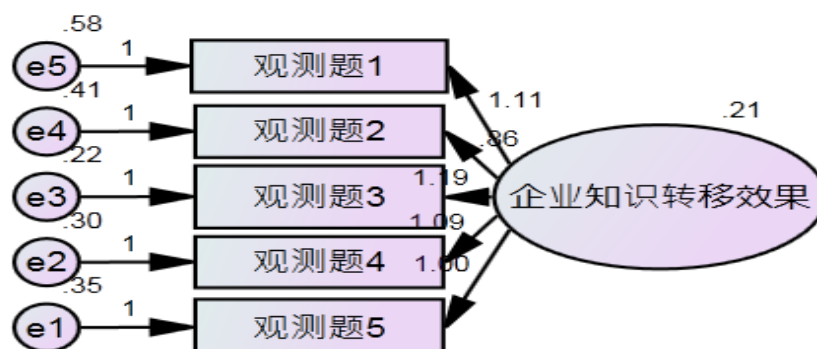 .58
e5
1
观测题1
1.11
.41
e4
1
观测题2
.86
.21
.22
e3
1
观测题3
1.19
企业知识转移效果
.30
e2
1
观测题4
1.09
.35
e1
1
观测题5
1.00